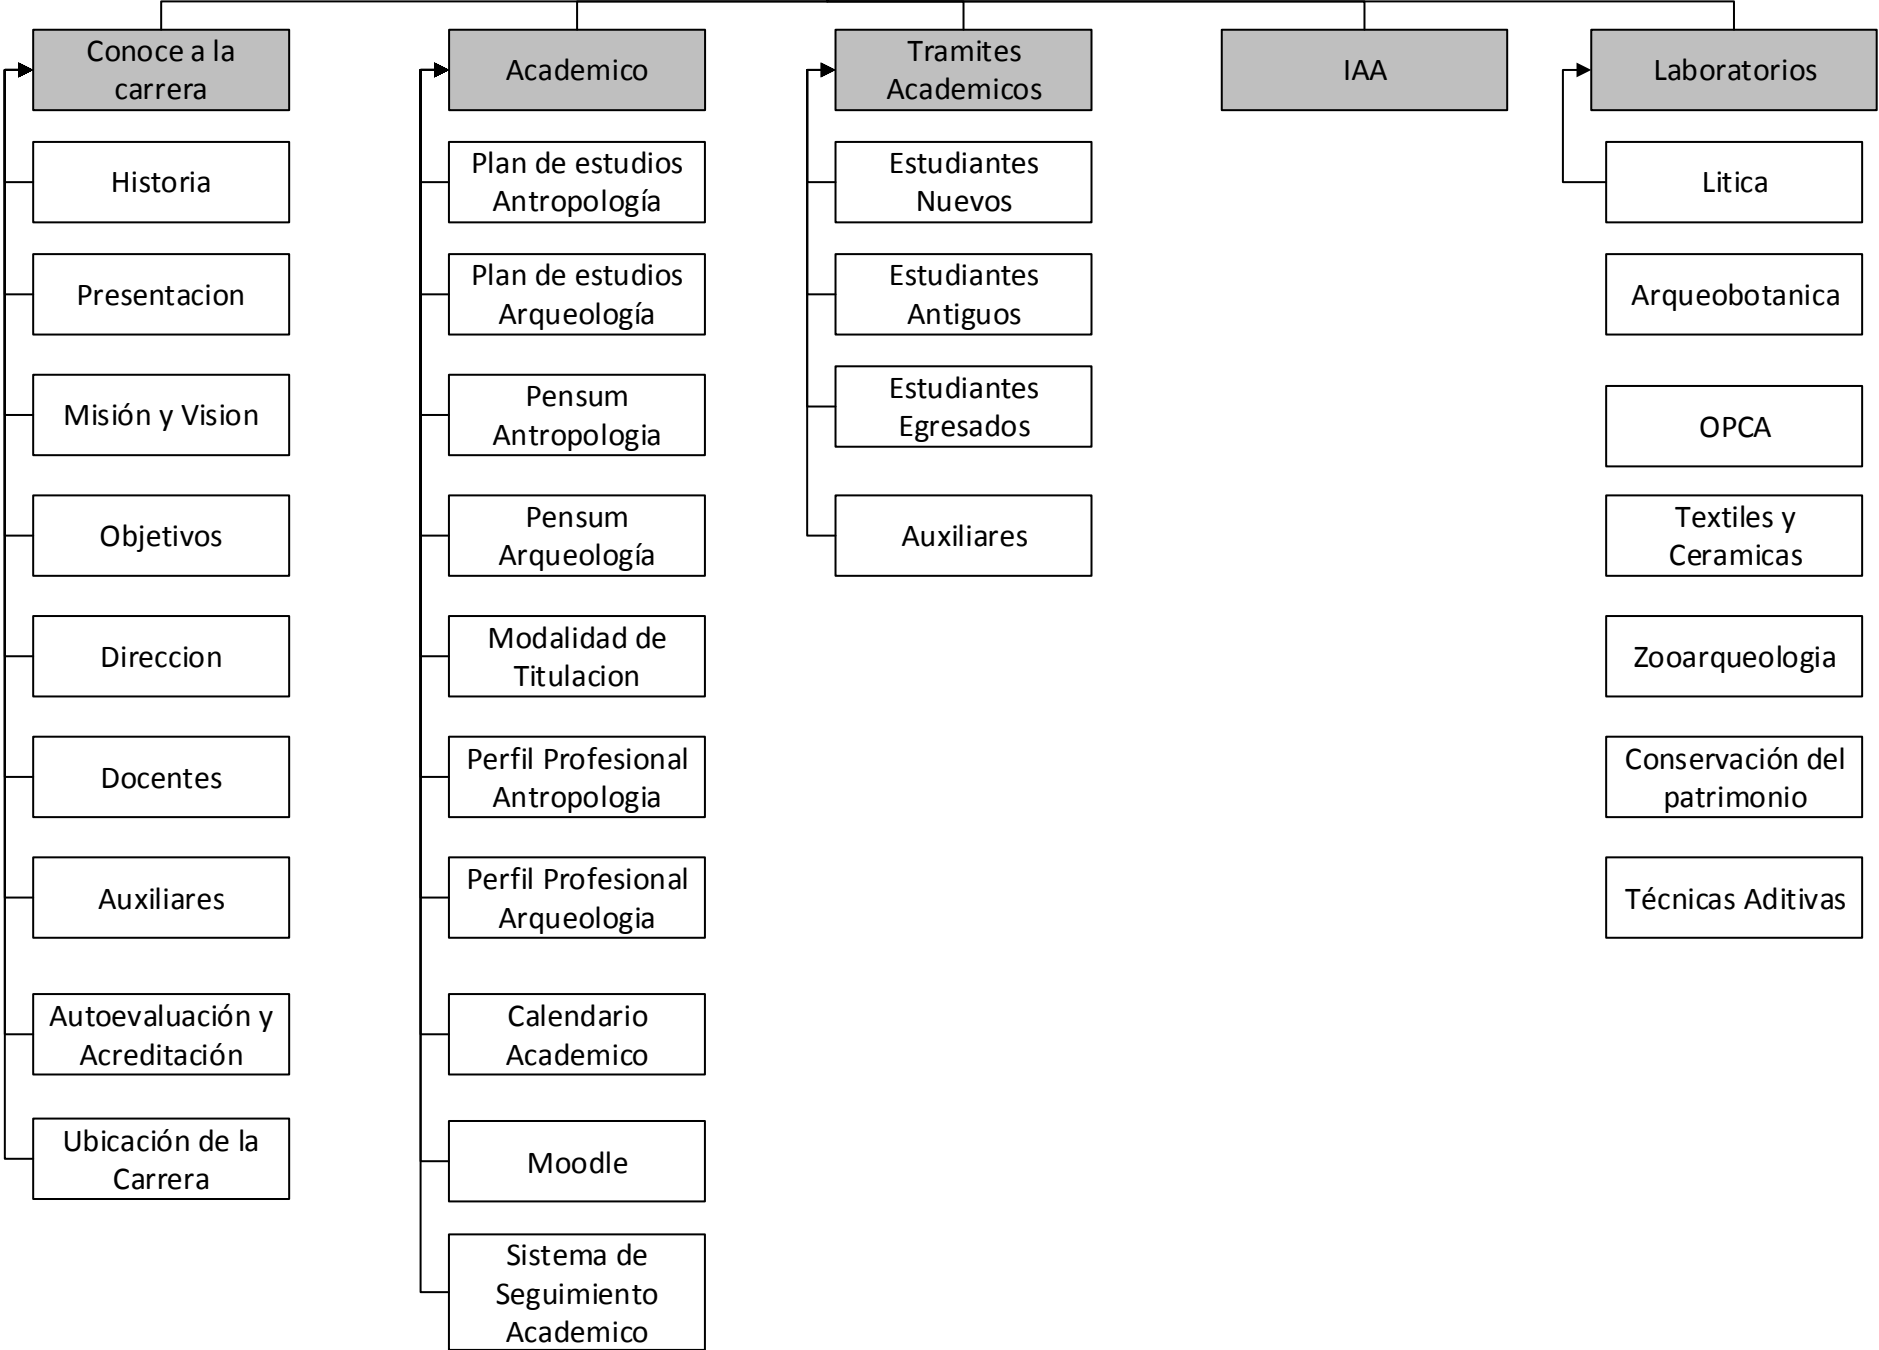 Conoce a la
carrera
Historia
Presentacion
Misión y Vision
Objetivos
Direccion
Docentes
Auxiliares
Autoevaluación y
Acreditación
Ubicación de la
Carrera
Academico
Plan de estudios
Antropología
Plan de estudios
Arqueología
Pensum
Antropologia
Pensum
Arqueología
Modalidad de
Titulacion
Perfil Profesional
Antropologia
Perfil Profesional
Arqueologia
Calendario
Academico
Moodle
Sistema de
Seguimiento
Academico
Tramites
Academicos
Estudiantes
Nuevos
Estudiantes
Antiguos
Estudiantes
Egresados
Auxiliares
IAA
Laboratorios
Litica
Arqueobotanica
OPCA
Textiles y
Ceramicas
Zooarqueologia
Conservación del
patrimonio
Técnicas Aditivas